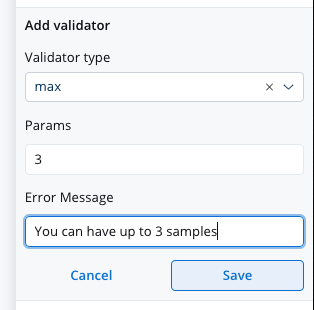 Add validator
Validator type
max
Params
3
Error Message
You can have up to 3 samples
Cancel Save